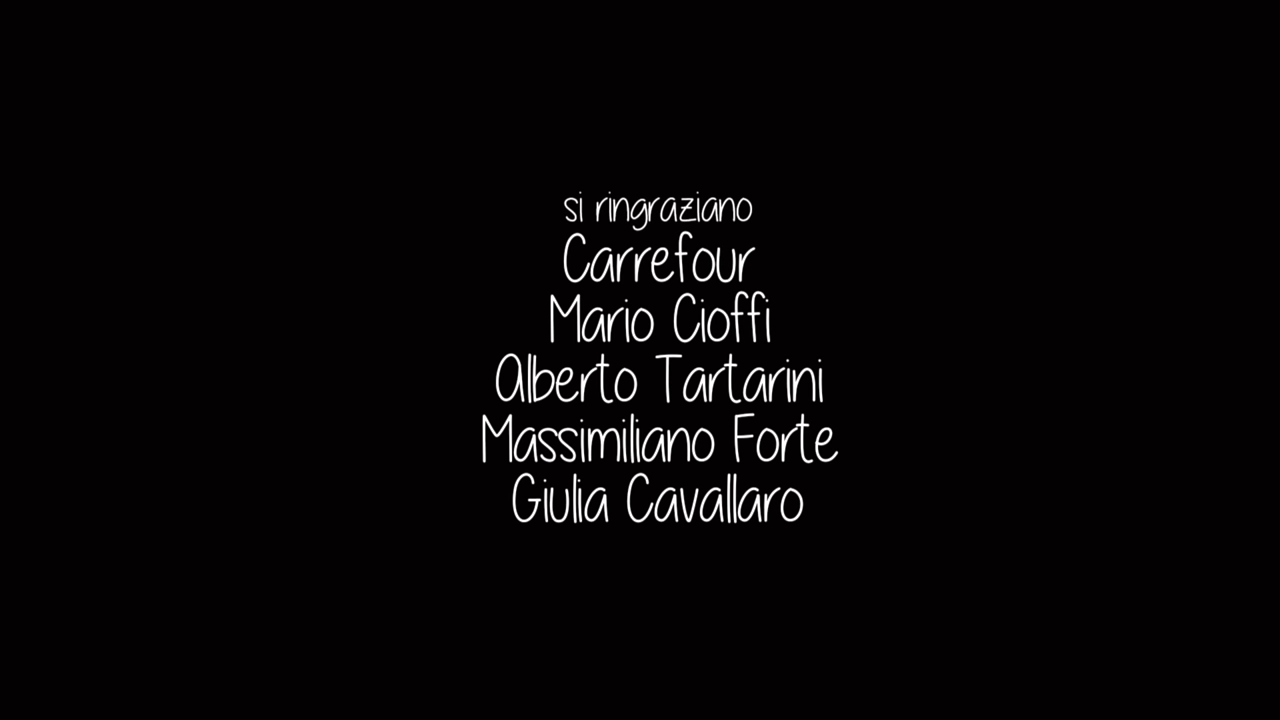 si ringraziano
Carrefour
Mario Cioffi
Alberto Tartarini
Massimiliano Forte
Giulia Cavallaro